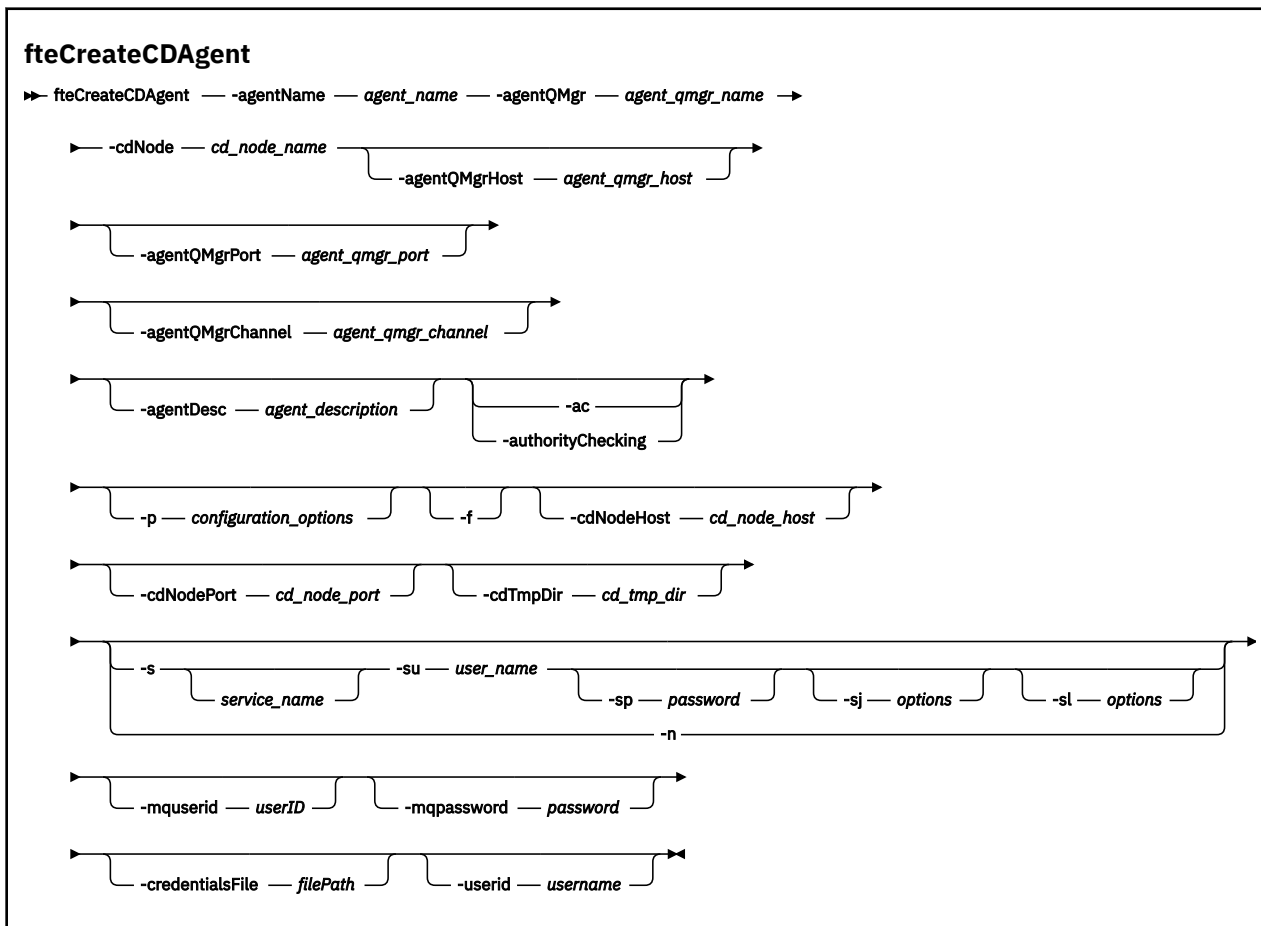 fteCreateCDAgent
fteCreateCDAgent -agentName agent_name -agentQMgr agent_qmgr_name
-cdNode cd_node_name
-agentQMgrHost agent_qmgr_host
-agentQMgrPort agent_qmgr_port
-agentQMgrChannel agent_qmgr_channel
-agentDesc agent_description -ac
-authorityChecking
-p configuration_options -f -cdNodeHost cd_node_host
-cdNodePort cd_node_port -cdTmpDir cd_tmp_dir
-s -su user_name
service_name -sp password -sj options -sl options
-n
-mquserid userID -mqpassword password
-credentialsFile filePath -userid username